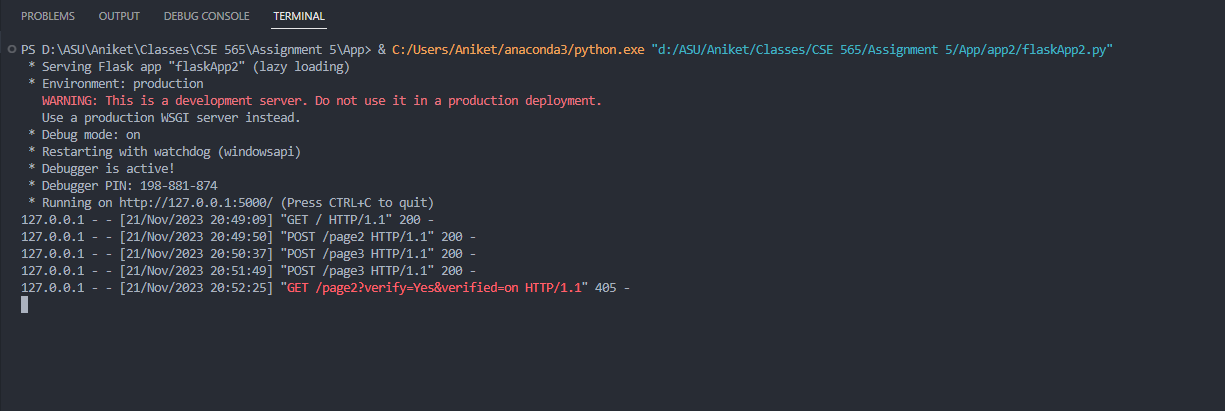 PROBLEMS OUTPUT DEBUG CONSOLE TERMINAL
PS D:\ASU\Aniket\Classes\CSE 565\Assignment 5\App> & C:/Users/Aniket/anaconda3/python.exe "d:/ASU/Aniket/Classes/CSE 565/Assignment 5/App/app2/flaskApp2.py"
* Serving Flask app "flaskApp2" (lazy loading)
* Environment: production
WARNING: This is a development server. Do not use it in a production deployment.
Use a production WSGI server instead.
* Debug mode: on
* Restarting with watchdog (windowsapi)
* Debugger is active!
* Debugger PIN: 198-881-874
* Running on http://127.0.0.1:5000/ (Press CTRL+C to quit)
127.0.0.1 - - [21/Nov/2023 20:49:09] "GET / HTTP/1.1" 200 -
127.0.0.1 - - [21/Nov/2023 20:49:50] "POST /page2 HTTP/1.1" 200 -
127.0.0.1 - - [21/Nov/2023 20:50:37] "POST /page3 HTTP/1.1" 200 -
127.0.0.1 - - [21/Nov/2023 20:51:49] "POST /page3 HTTP/1.1" 200 -
127.0.0.1 - - [21/Nov/2023 20:52:25] "GET /page2?verify=Yes&verified=on HTTP/1.1" 405 -